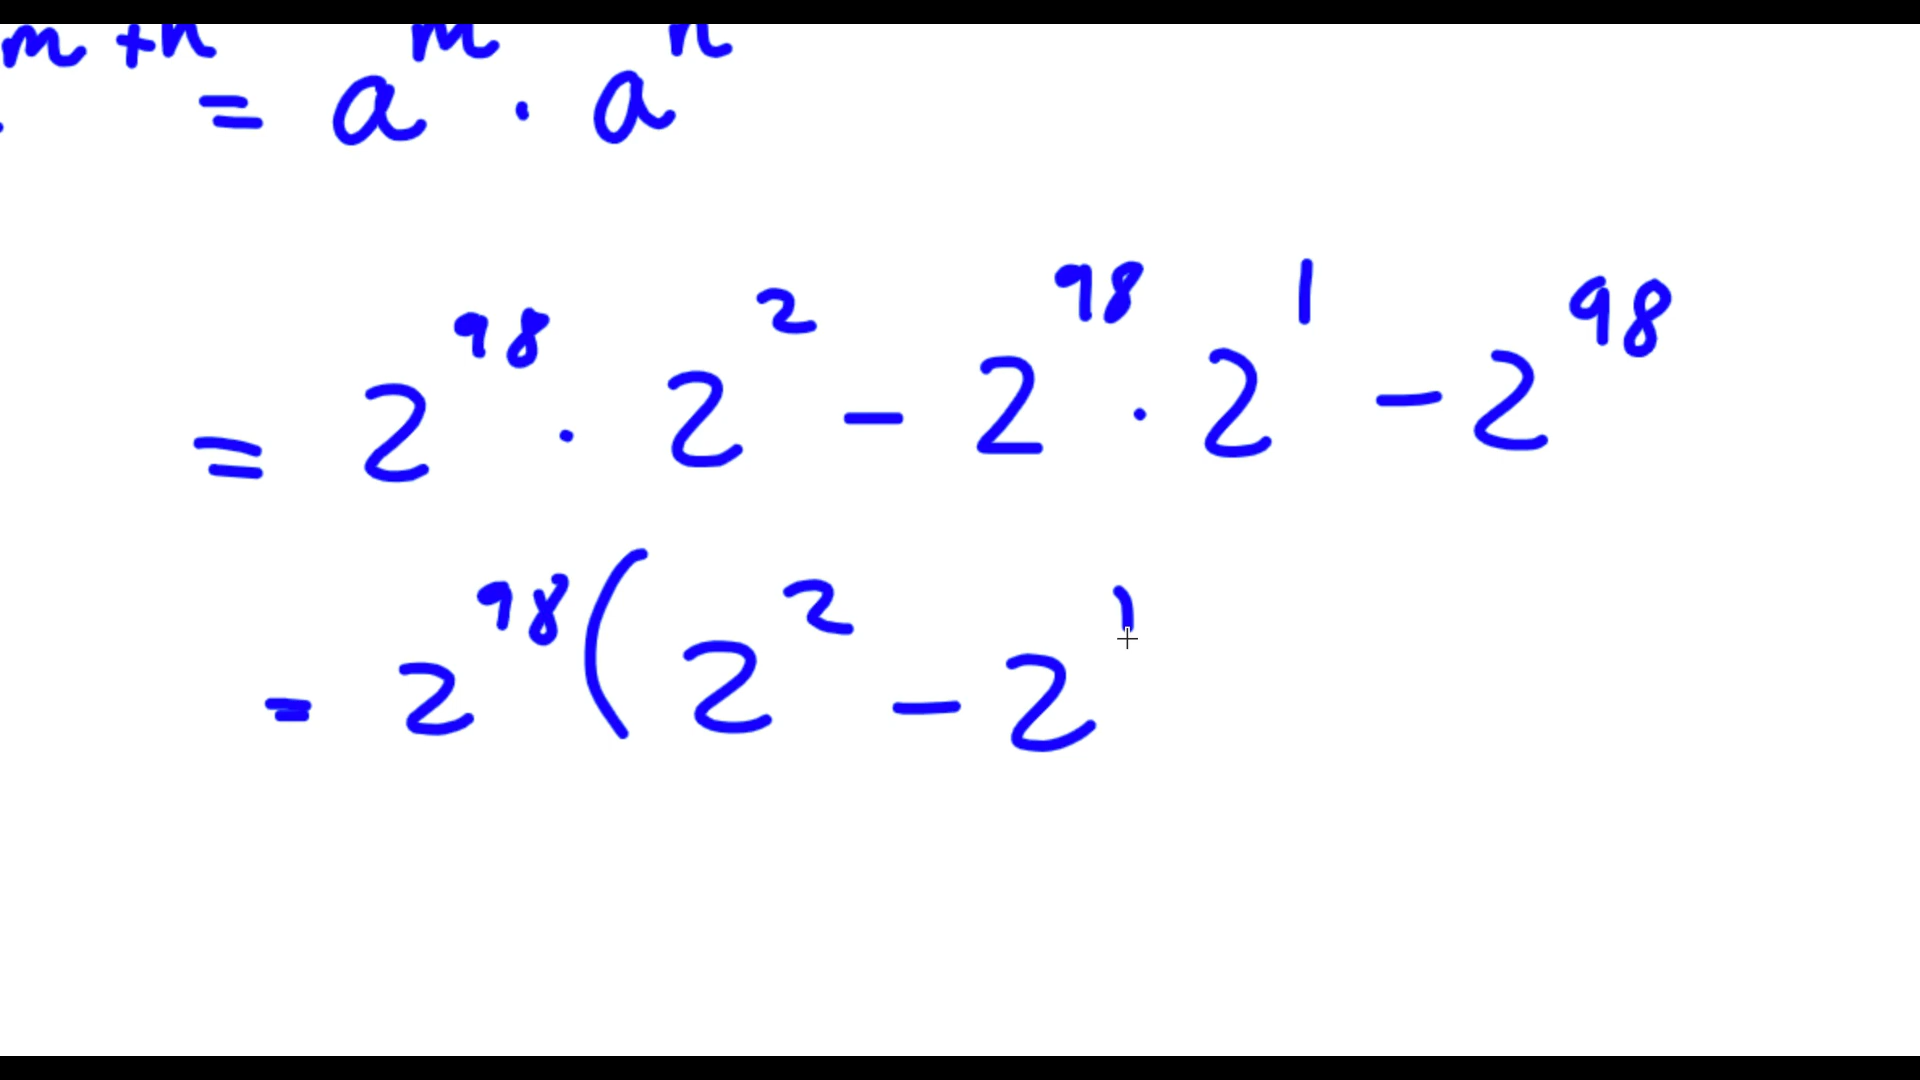 m+n = a^m · a^n
= 2^98 · 2^2 - 2^98 · 2^1 - 2^98
= 2^98 ( 2^2 - 2^1